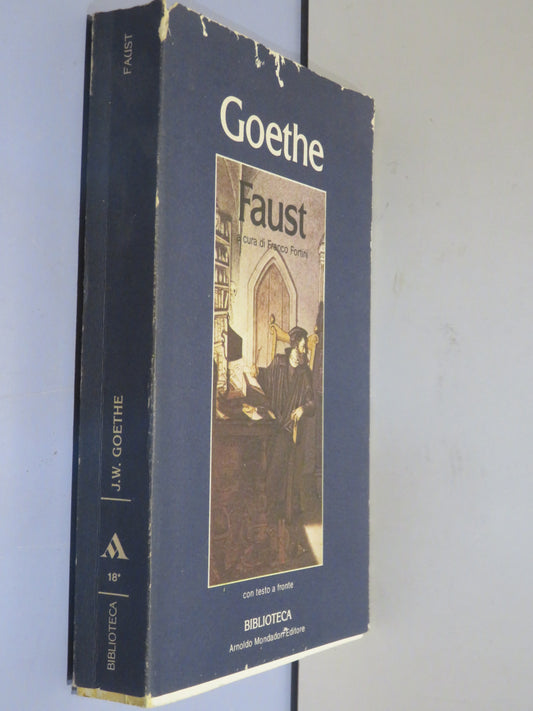 Goethe
Faust
a cura di Franco Fortini
con testo a fronte
BIBLIOTECA
Arnoldo Mondadori Editore
FAUST
J.W. GOETHE
18*
BIBLIOTECA